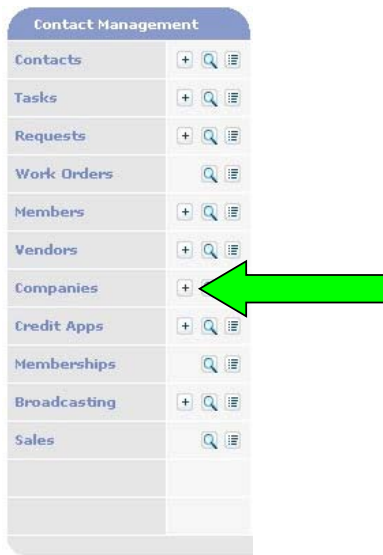 Contact Management
Contacts
Tasks
Requests
Work Orders
Members
Vendors
Companies
Credit Apps
Memberships
Broadcasting
Sales